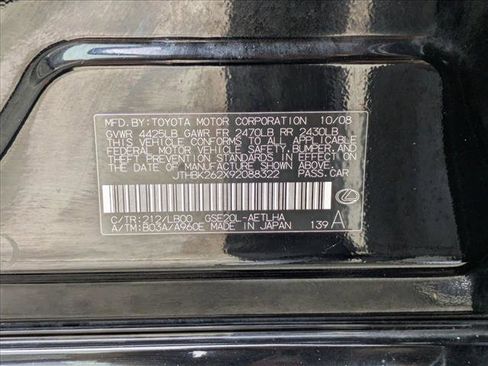 MFD.BY:TOYOTA MOTOR CORPORATION 10/08
GVWR 4425LB GAWR FR 2470LB RR 2430LB
THIS VEHICLE CONFORMS TO ALL APPLICABLE
FEDERAL MOTOR VEHICLE SAFETY,BUMPER,AND
THEFT PREVENTION STANDARDS IN EFFECT ON
THE DATE OF MANUFACTURE SHOWN ABOVE.
JTHBK262X92088322 PASS.CAR
C/TR:212/LB00 GSE20L-AETLHA
A/TM:B03A/A960E MADE IN JAPAN 139 A